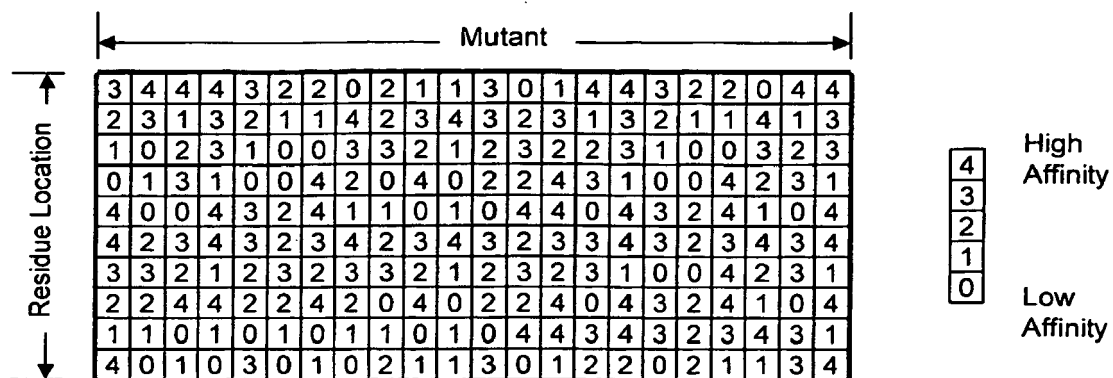 Mutant
Residue Location
3 4 4 4 3 2 2 0 2 1 1 3 0 1 4 4 3 2 2 0 4 4
2 3 1 3 2 1 1 4 2 3 4 3 2 3 1 3 2 1 1 4 1 3
1 0 2 3 1 0 0 3 3 2 1 2 3 2 2 3 1 0 0 3 2 3
0 1 3 1 0 0 4 2 0 4 0 2 2 4 3 1 0 0 4 2 3 1
4 0 0 4 3 2 4 1 1 0 1 0 4 4 0 4 3 2 4 1 0 4
4 2 3 4 3 2 3 4 2 3 4 3 2 3 3 4 3 2 3 4 3 4
3 3 2 1 2 3 2 3 3 2 1 2 3 2 3 1 0 0 4 2 3 1
2 2 4 4 2 2 4 2 0 4 0 2 2 4 0 4 3 2 4 1 0 4
1 1 0 1 0 1 0 1 1 0 1 0 4 4 3 4 3 2 3 4 3 1
4 0 1 0 3 0 1 0 2 1 1 3 0 1 2 2 0 2 1 1 3 4
High
Affinity
4
3
2
1
0
Low
Affinity